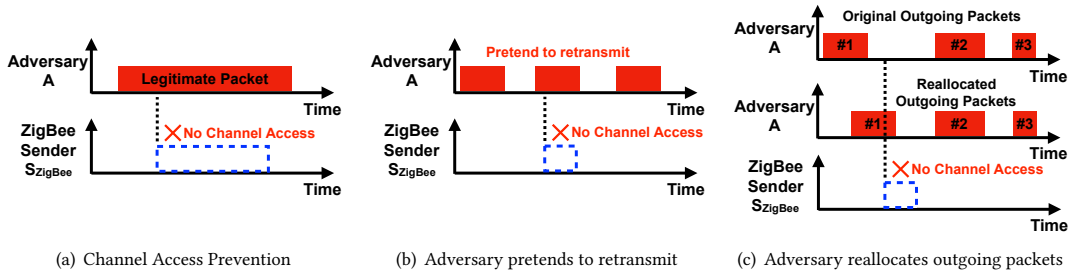 Adversary
A
Legitimate Packet
Time
ZigBee
Sender
SZigBee
No Channel Access
Time
(a) Channel Access Prevention
Adversary
A
Pretend to retransmit
Time
ZigBee
Sender
SZigBee
No Channel Access
Time
(b) Adversary pretends to retransmit
Original Outgoing Packets
Adversary
A
#1
#2
#3
Time
Reallocated
Outgoing Packets
Adversary
A
#1
#2
#3
Time
ZigBee
Sender
SZigBee
No Channel Access
Time
(c) Adversary reallocates outgoing packets